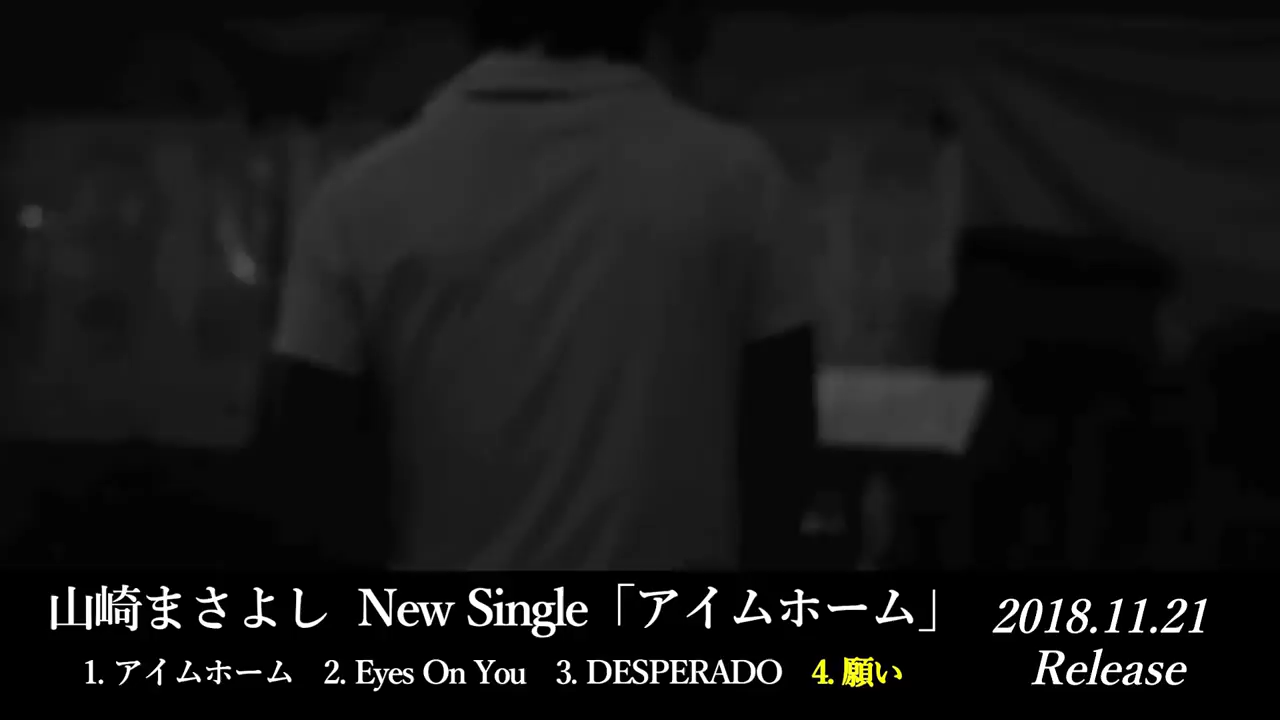 山崎まさよし New Single「アイムホーム」
2018.11.21
Release
1. アイムホーム 2. Eyes On You 3. DESPERADO 4. 願い